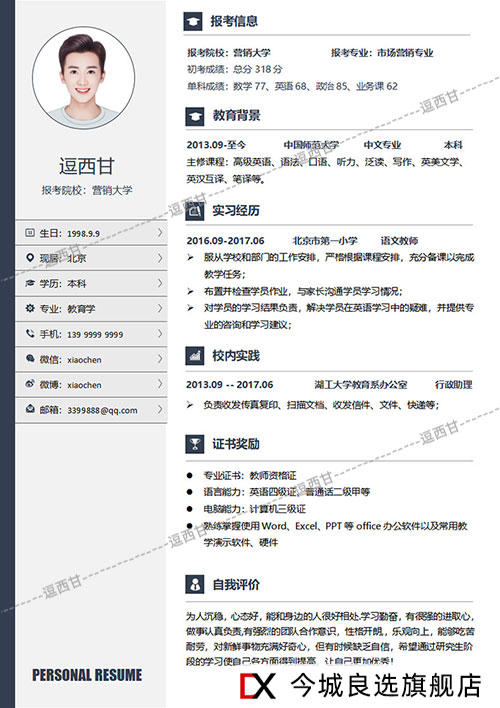 逗西甘
报考院校：营销大学
生日：1998.9.9
现居：北京
学历：本科
专业：教育学
手机：139 9999 9999
微信：xiaochen
微博：xiaochen
邮箱：3399888@qq.com
PERSONAL RESUME
报考信息
报考院校：营销大学 报考专业：市场营销专业
初考成绩：总分 318 分
单科成绩：数学 77、英语 68、政治 85、业务课 62
教育背景
2013.09-至今 中国师范大学 中文专业 本科
主修课程：高级英语、语法、口语、听力、泛读、写作、英美文学、
英汉互译、笔译等。
实习经历
2016.09-2017.06 北京市第一小学 语文教师
➢ 服从学校和部门的工作安排，严格根据课程安排，充分备课以完成
教学任务；
➢ 布置并检查学员作业，与家长沟通学员学习情况；
➢ 对学员的学习结果负责，解决学员在英语学习中的疑难，并提供专
业的咨询和学习建议；
校内实践
2013.09 -- 2017.06 湖工大学教育系办公室 行政助理
➢ 负责收发传真复印、扫描文档、收发信件、文件、快递等；
证书奖励
● 专业证书：教师资格证
● 语言能力：英语四级证，普通话二级甲等
● 电脑能力：计算机三级证
● 熟练掌握使用 Word、Excel、PPT 等 office 办公软件以及常用教
学演示软件、硬件
自我评价
为人沉稳，心态好，能和身边的人很好相处.学习勤奋，有很强的进取心，
做事认真负责,有强烈的团队合作意识，性格开朗,，乐观向上，能够吃苦
耐劳，对新鲜事物充满好奇心，但有时候缺乏自信，希望通过研究生阶
段的学习使自己各方面得到提高，让自己更加优秀！
CX 今城良选旗舰店
逗西甘
逗西甘
逗西甘
逗西甘
逗西甘
逗西甘